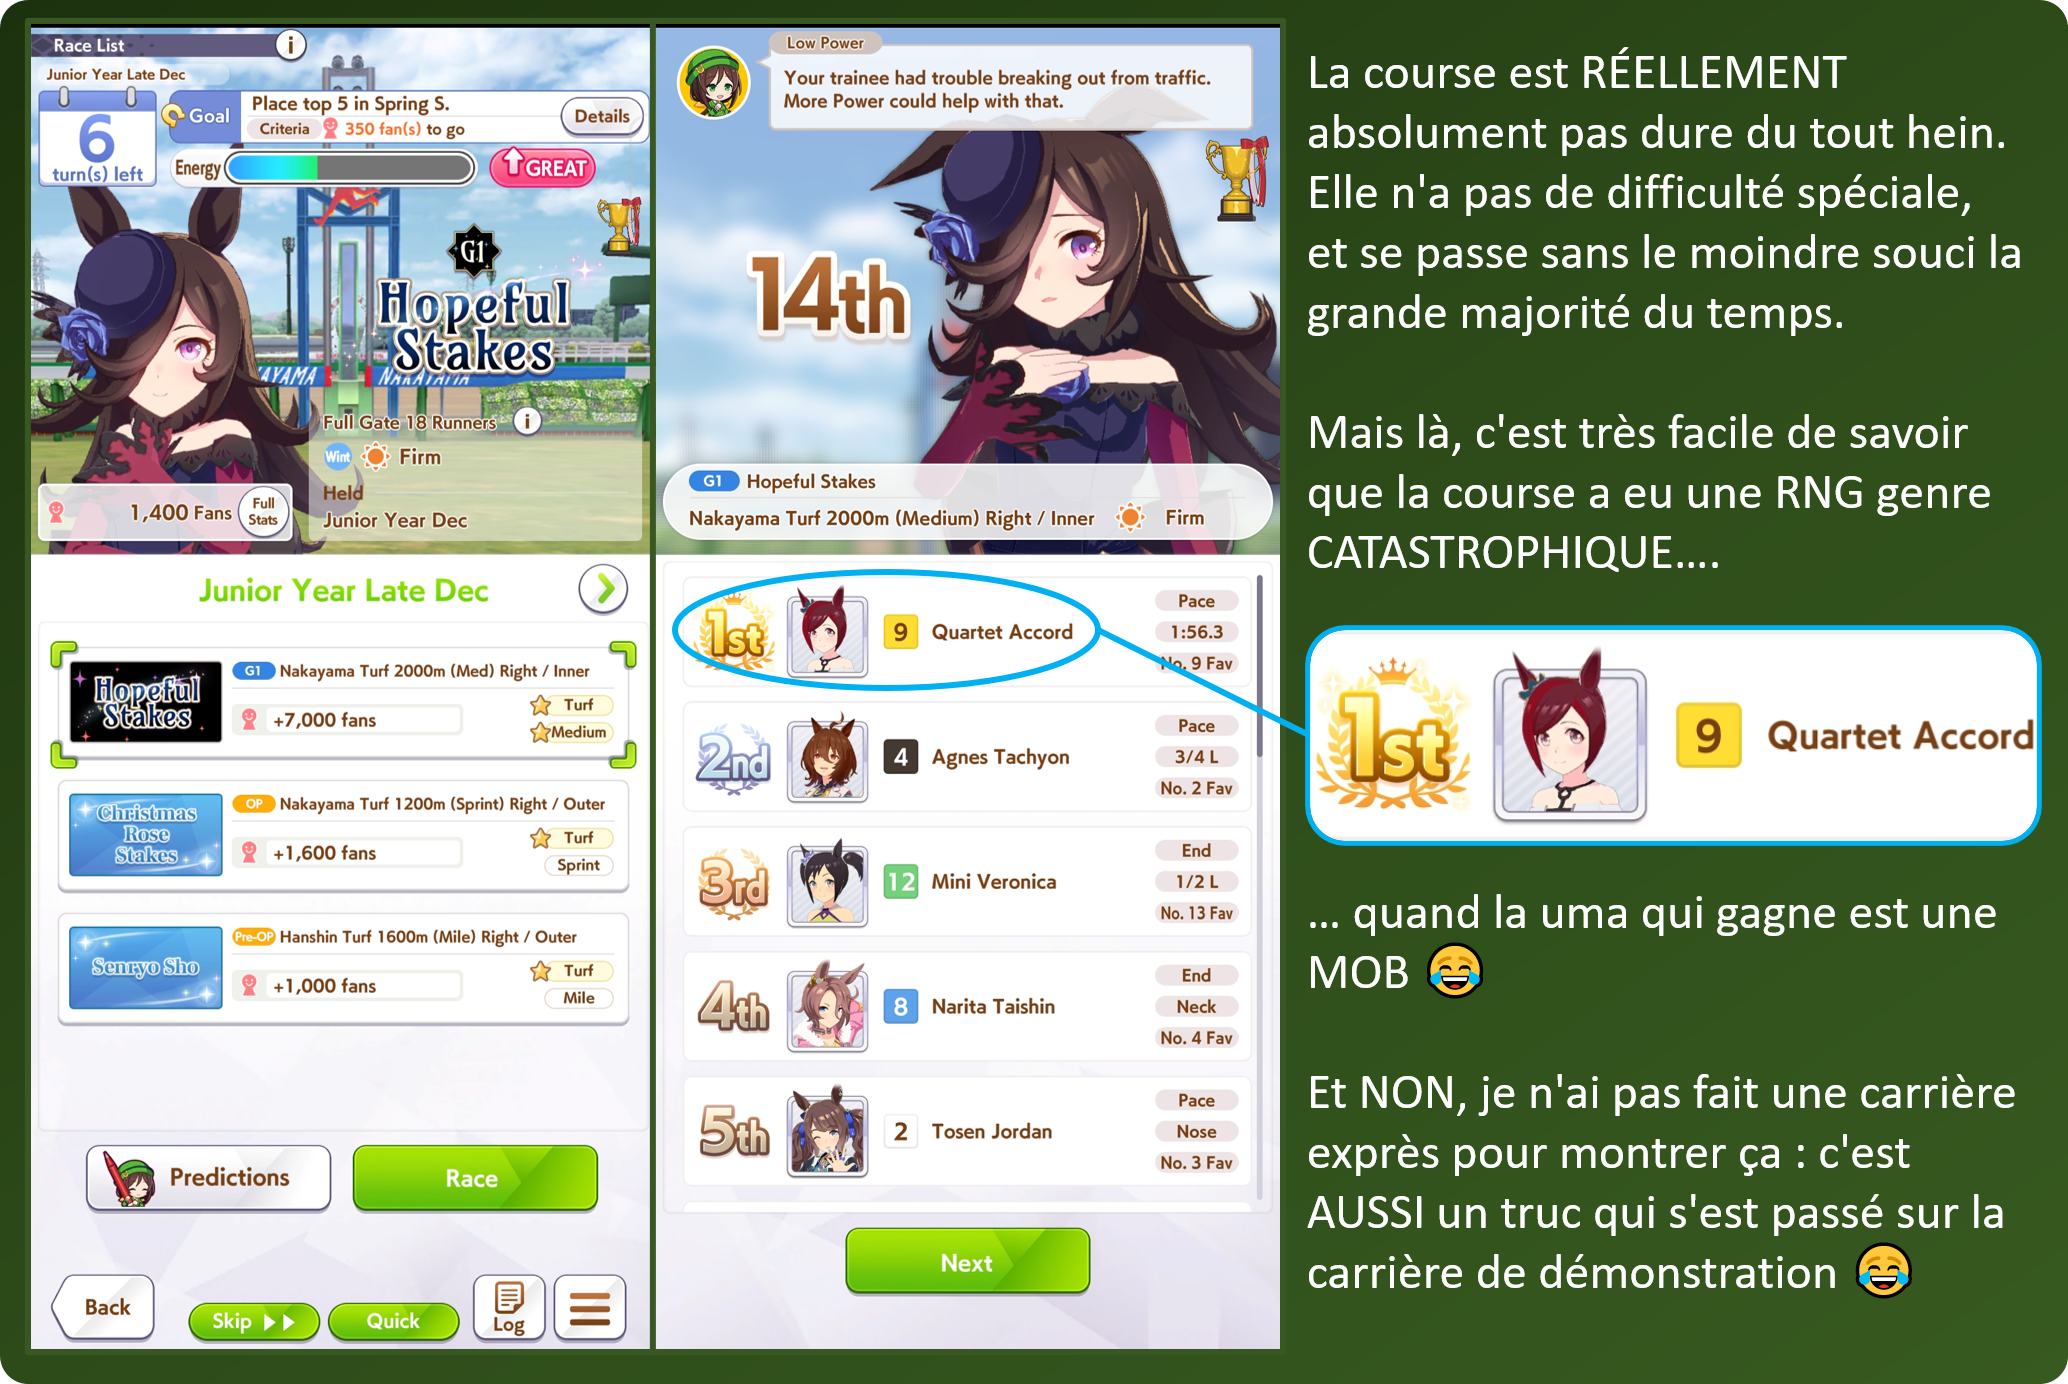 Race List
i
Junior Year Late Dec
6
turn(s) left
Goal
Place top 5 in Spring S.
Criteria
350 fan(s) to go
Details
Energy
GREAT
G1
Hopeful
Stakes
NAKAYAMA
Full Gate 18 Runners
i
Wint
Firm
Held
Junior Year Dec
1,400 Fans
Full
Stats
Junior Year Late Dec
Hopeful
Stakes
G1
Nakayama Turf 2000m (Med) Right / Inner
+7,000 fans
Turf
Medium
Christmas
Rose
Stakes
OP
Nakayama Turf 1200m (Sprint) Right / Outer
+1,600 fans
Turf
Sprint
Senryo Sho
Pre-OP
Hanshin Turf 1600m (Mile) Right / Outer
+1,000 fans
Turf
Mile
Predictions
Race
Back
Skip
Quick
Log
Low Power
Your trainee had trouble breaking out from traffic.
More Power could help with that.
14th
G1
Hopeful Stakes
Nakayama Turf 2000m (Medium) Right / Inner
Firm
1st
9
Quartet Accord
Pace
1:56.3
No. 9 Fav
2nd
4
Agnes Tachyon
Pace
3/4 L
No. 2 Fav
3rd
12
Mini Veronica
End
1/2 L
No. 13 Fav
4th
8
Narita Taishin
End
Neck
No. 4 Fav
5th
2
Tosen Jordan
Pace
Nose
No. 3 Fav
Next
La course est RÉELLEMENT
absolument pas dure du tout hein.
Elle n'a pas de difficulté spéciale,
et se passe sans le moindre souci la
grande majorité du temps.
Mais là, c'est très facile de savoir
que la course a eu une RNG genre
CATASTROPHIQUE....
1st
9
Quartet Accord
... quand la uma qui gagne est une
MOB 😂
Et NON, je n'ai pas fait une carrière
exprès pour montrer ça : c'est
AUSSI un truc qui s'est passé sur la
carrière de démonstration 😂